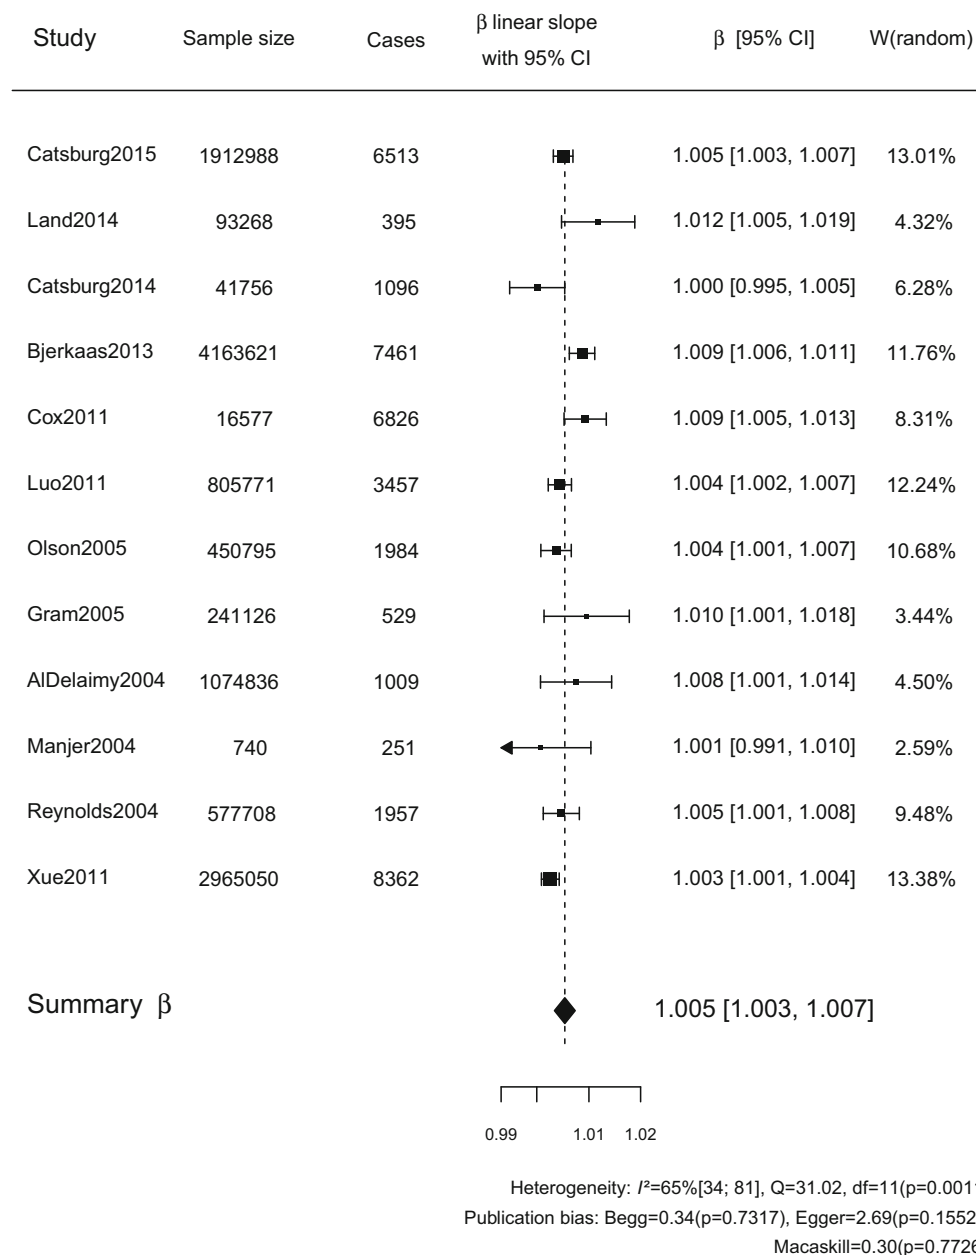 Study Sample size Cases β linear slope with 95% CI β [95% CI] W(random)
Catsburg2015 1912988 6513 1.005 [1.003, 1.007] 13.01%
Land2014 93268 395 1.012 [1.005, 1.019] 4.32%
Catsburg2014 41756 1096 1.000 [0.995, 1.005] 6.28%
Bjerkaas2013 4163621 7461 1.009 [1.006, 1.011] 11.76%
Cox2011 16577 6826 1.009 [1.005, 1.013] 8.31%
Luo2011 805771 3457 1.004 [1.002, 1.007] 12.24%
Olson2005 450795 1984 1.004 [1.001, 1.007] 10.68%
Gram2005 241126 529 1.010 [1.001, 1.018] 3.44%
AlDelaimy2004 1074836 1009 1.008 [1.001, 1.014] 4.50%
Manjer2004 740 251 1.001 [0.991, 1.010] 2.59%
Reynolds2004 577708 1957 1.005 [1.001, 1.008] 9.48%
Xue2011 2965050 8362 1.003 [1.001, 1.004] 13.38%
Summary β 1.005 [1.003, 1.007]
0.99 1.01 1.02
Heterogeneity: I²=65%[34; 81], Q=31.02, df=11(p=0.0011
Publication bias: Begg=0.34(p=0.7317), Egger=2.69(p=0.1552
Macaskill=0.30(p=0.7726